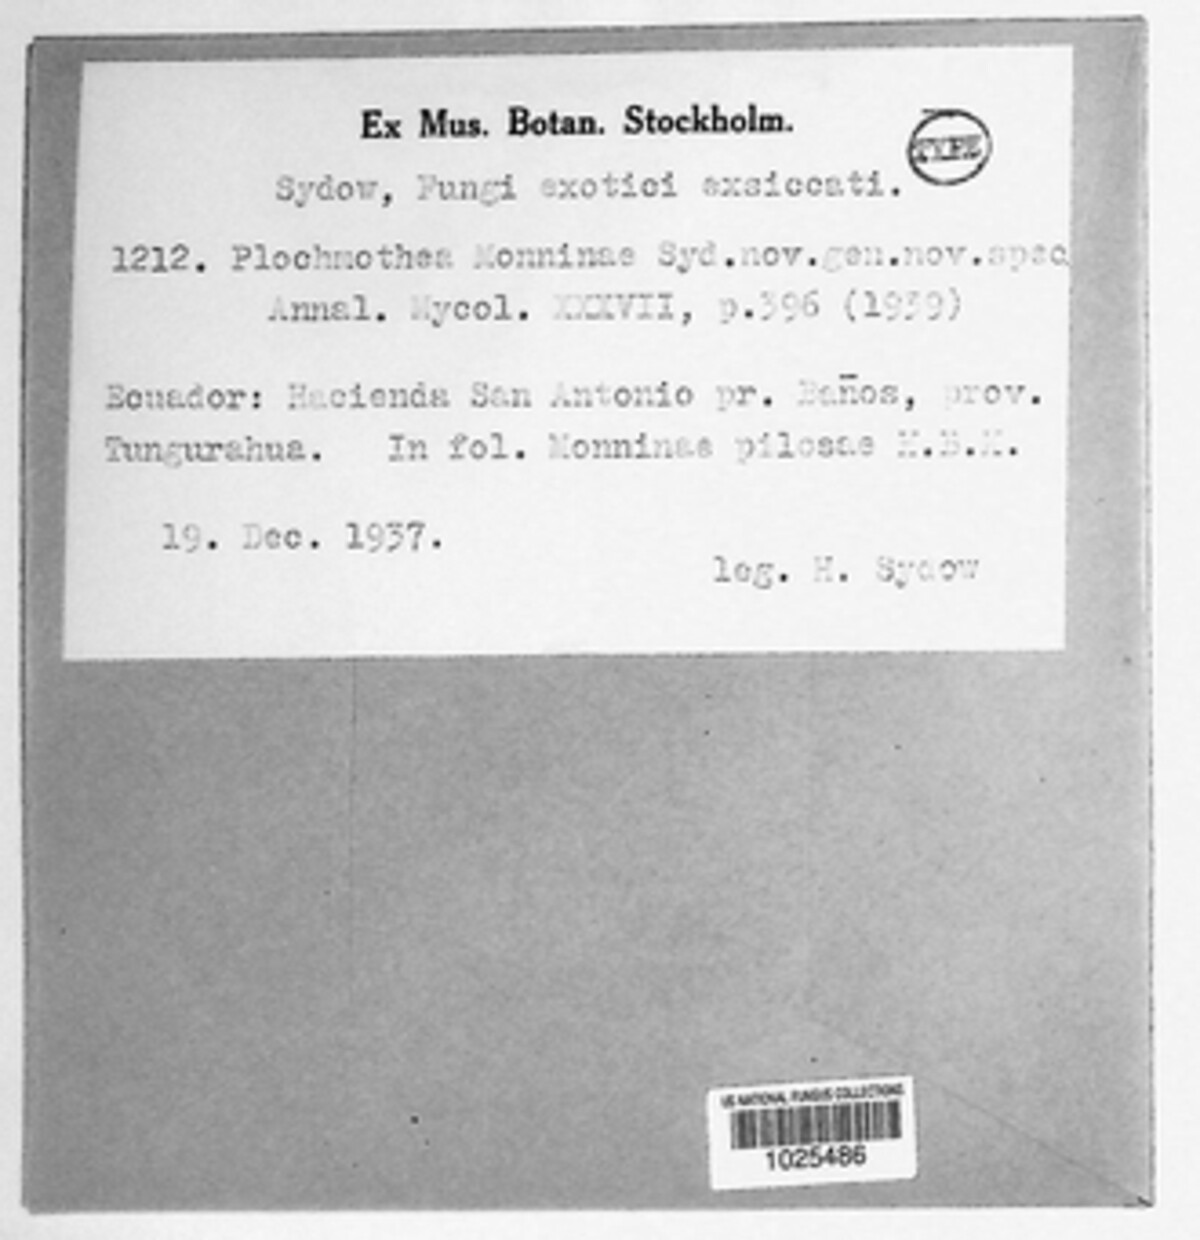 Ex Mus. Botan. Stockholm.
TYPE
Sydow, Fungi exotici exsiccati.
1212. Plochmothea Monninae Syd.nov.gen.nov.spec
Annal. Mycol. XXXVII, p.396 (1939)
Ecuador: Hacienda San Antonio pr. Baños, prov.
Tungurahua. In fol. Monninae pilosae H.B.K.
19. Dec. 1937.
leg. H. Sydow
US NATIONAL FUNGUS COLLECTIONS
1025486